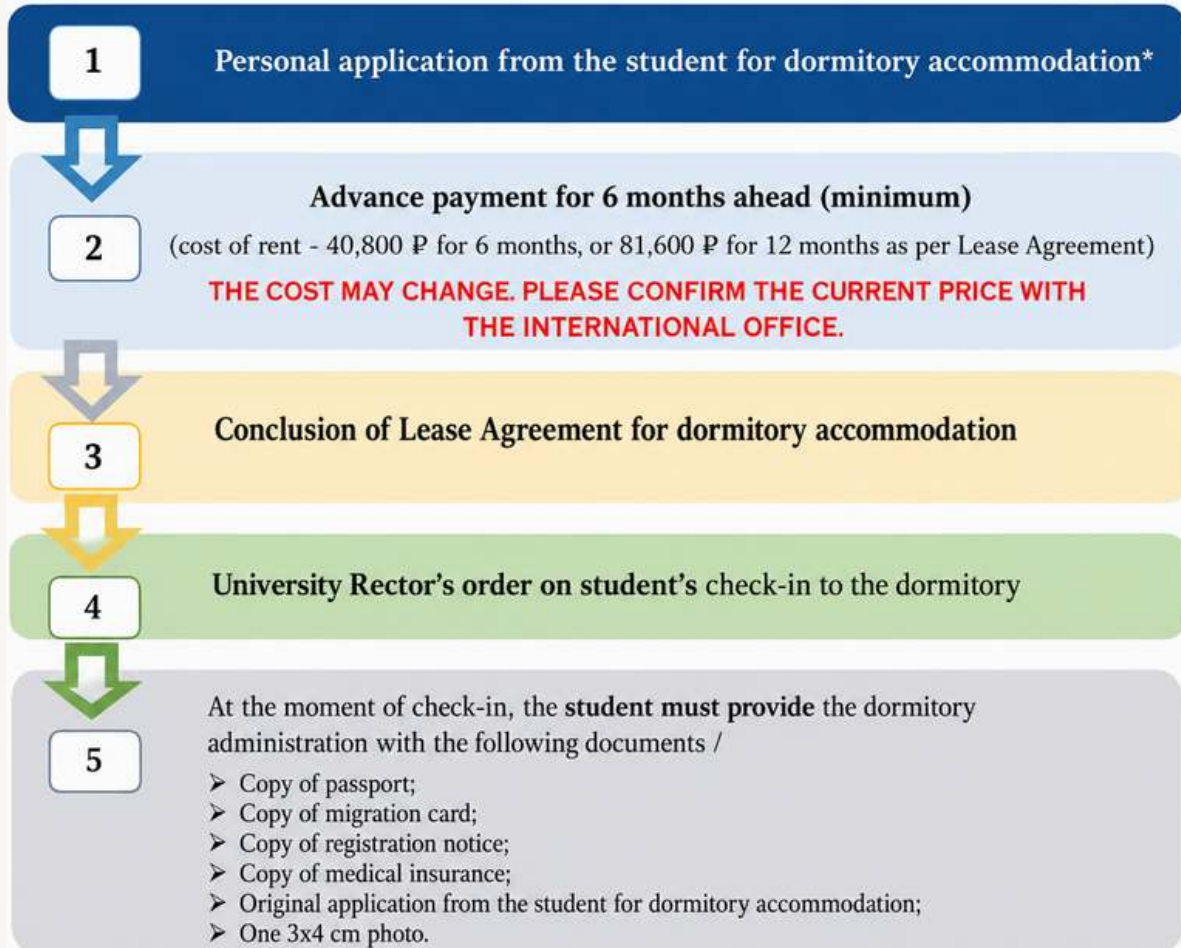 1
Personal application from the student for dormitory accommodation*
2
Advance payment for 6 months ahead (minimum)
(cost of rent - 40,800 ₽ for 6 months, or 81,600 ₽ for 12 months as per Lease Agreement)
THE COST MAY CHANGE. PLEASE CONFIRM THE CURRENT PRICE WITH
THE INTERNATIONAL OFFICE.
3
Conclusion of Lease Agreement for dormitory accommodation
4
University Rector’s order on student’s check-in to the dormitory
5
At the moment of check-in, the student must provide the dormitory
administration with the following documents /
➢ Copy of passport;
➢ Copy of migration card;
➢ Copy of registration notice;
➢ Copy of medical insurance;
➢ Original application from the student for dormitory accommodation;
➢ One 3x4 cm photo.